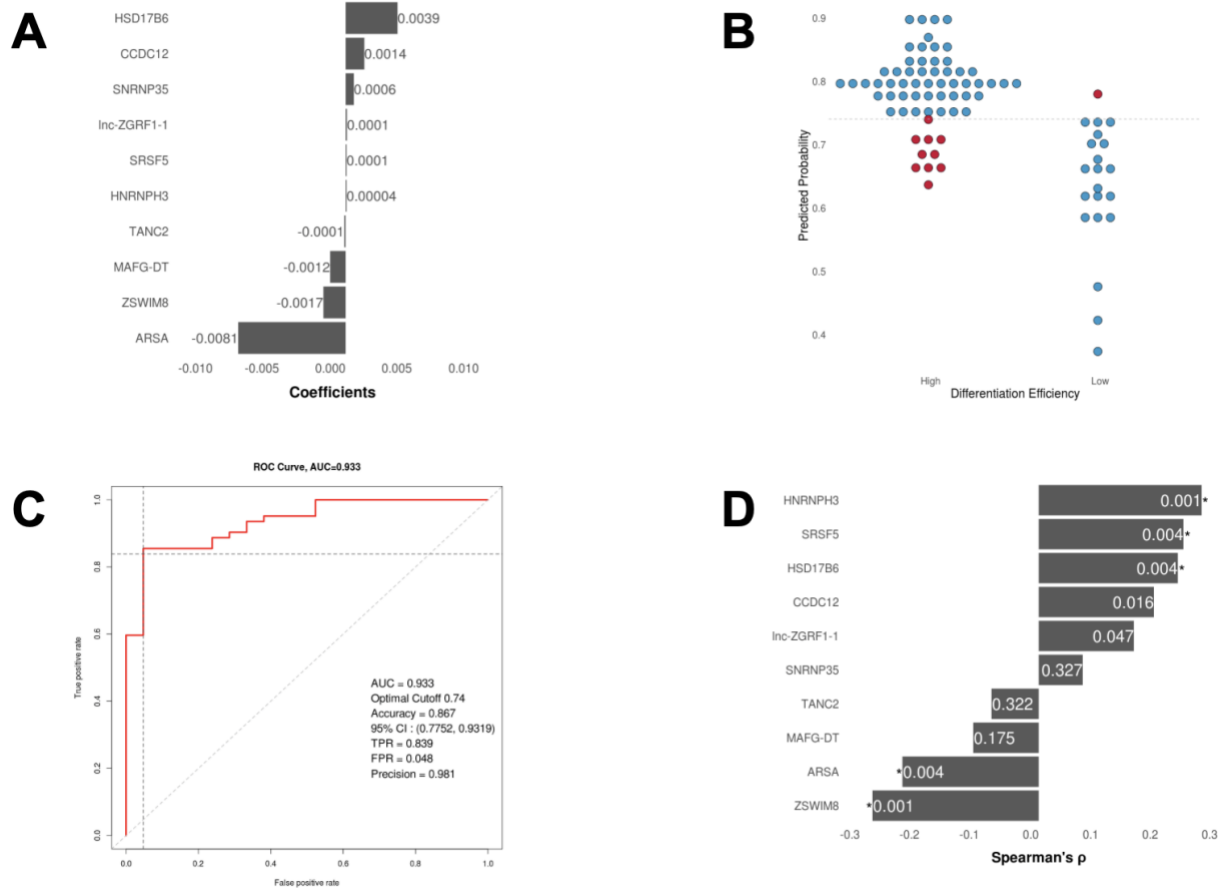 A
HSD17B6
0.0039
CCDC12
0.0014
SNRNP35
0.0006
lnc-ZGRF1-1
0.0001
SRSF5
0.0001
HNRNPH3
0.00004
TANC2
-0.0001
MAFG-DT
-0.0012
ZSWIM8
-0.0017
ARSA
-0.0081
-0.010 -0.005 0.000 0.005 0.010
Coefficients
B
0.9
0.8
0.7
0.6
0.5
0.4
Predicted Probability
High Low
Differentiation Efficiency
C
ROC Curve, AUC=0.933
1.0
0.8
0.6
0.4
0.2
0.0
True positive rate
AUC = 0.933
Optimal Cutoff 0.74
Accuracy = 0.867
95% CI : (0.7752, 0.9319)
TPR = 0.839
FPR = 0.048
Precision = 0.981
0.0 0.2 0.4 0.6 0.8 1.0
False positive rate
D
HNRNPH3
0.001*
SRSF5
0.004*
HSD17B6
0.004*
CCDC12
0.016
lnc-ZGRF1-1
0.047
SNRNP35
0.327
TANC2
0.322
MAFG-DT
0.175
ARSA
*0.004
ZSWIM8
*0.001
-0.3 -0.2 -0.1 0.0 0.1 0.2 0.3
Spearman's ρ